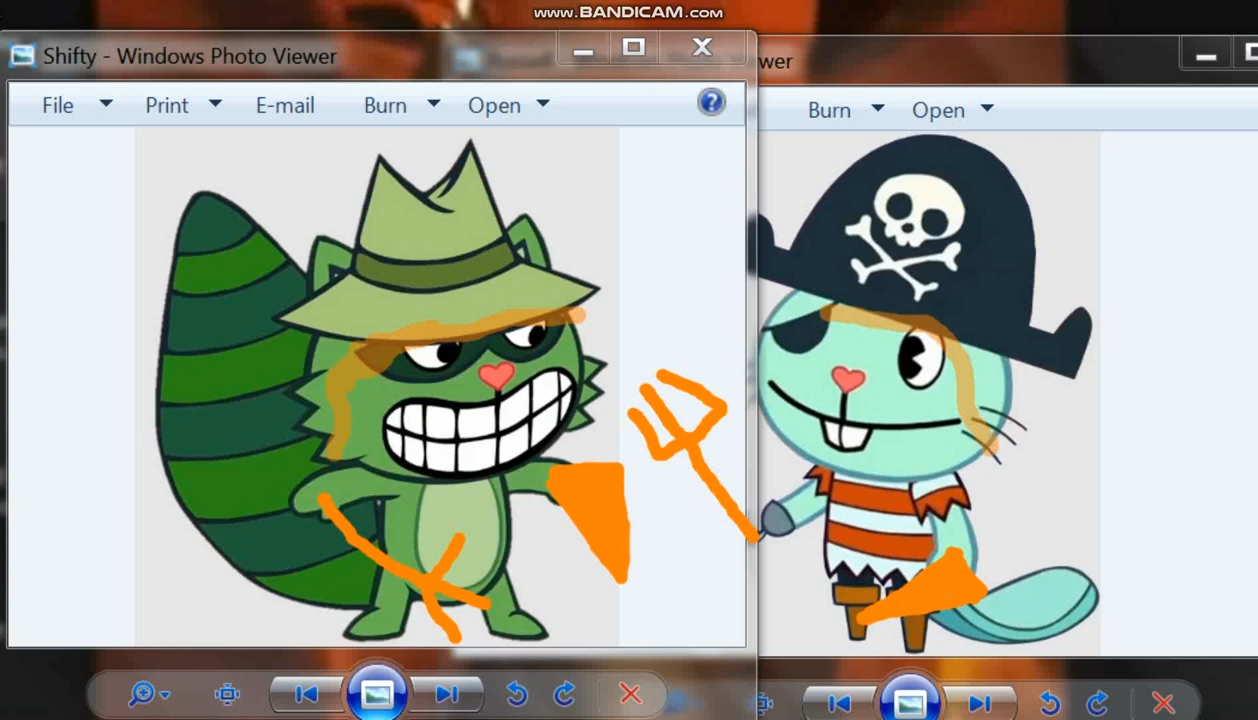 www.BANDICAM.com
Shifty - Windows Photo Viewer
wer
File Print E-mail Burn Open
Burn Open